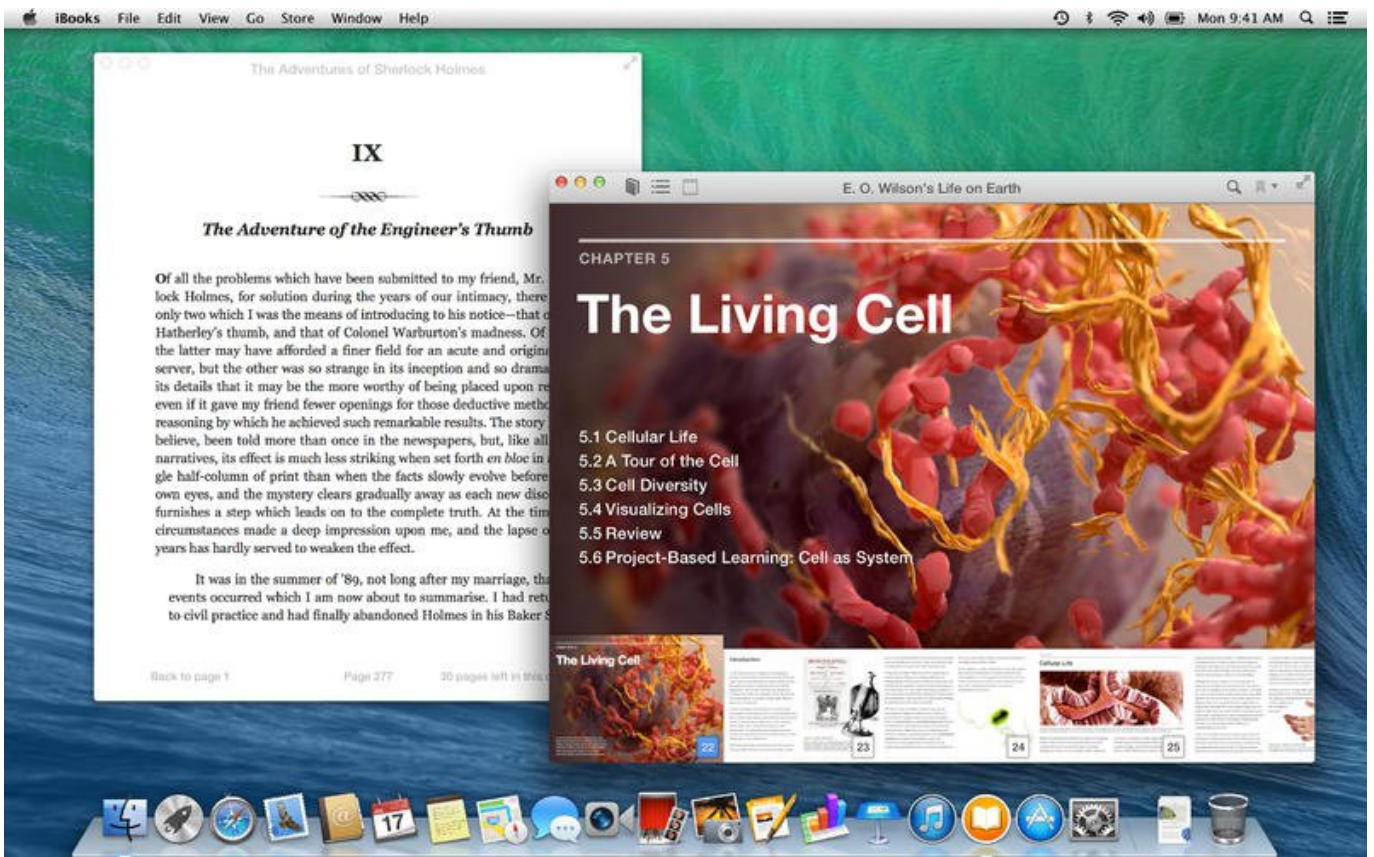 iBooks File Edit View Go Store Window Help Mon 9:41 AM
The Adventures of Sherlock Holmes
IX
The Adventure of the Engineer's Thumb
Of all the problems which have been submitted to my friend, Mr.
lock Holmes, for solution during the years of our intimacy, there
only two which I was the means of introducing to his notice—that
Hatherley's thumb, and that of Colonel Warburton's madness. Of
the latter may have afforded a finer field for an acute and origina
server, but the other was so strange in its inception and so drama
its details that it may be the more worthy of being placed upon re
even if it gave my friend fewer openings for those deductive metho
reasoning by which he achieved such remarkable results. The story
believe, been told more than once in the newspapers, but, like all
narratives, its effect is much less striking when set forth en bloc in
gle half-column of print than when the facts slowly evolve before
own eyes, and the mystery clears gradually away as each new disc
furnishes a step which leads on to the complete truth. At the tim
circumstances made a deep impression upon me, and the lapse o
years has hardly served to weaken the effect.
It was in the summer of '89, not long after my marriage, tha
events occurred which I am now about to summarise. I had retu
to civil practice and had finally abandoned Holmes in his Baker S
Back to page 1 Page 277 30 pages left in this
E. O. Wilson's Life on Earth
CHAPTER 5
The Living Cell
5.1 Cellular Life
5.2 A Tour of the Cell
5.3 Cell Diversity
5.4 Visualizing Cells
5.5 Review
5.6 Project-Based Learning: Cell as System
The Living Cell
Introduction
Cellular Life
22
23
24
25
17